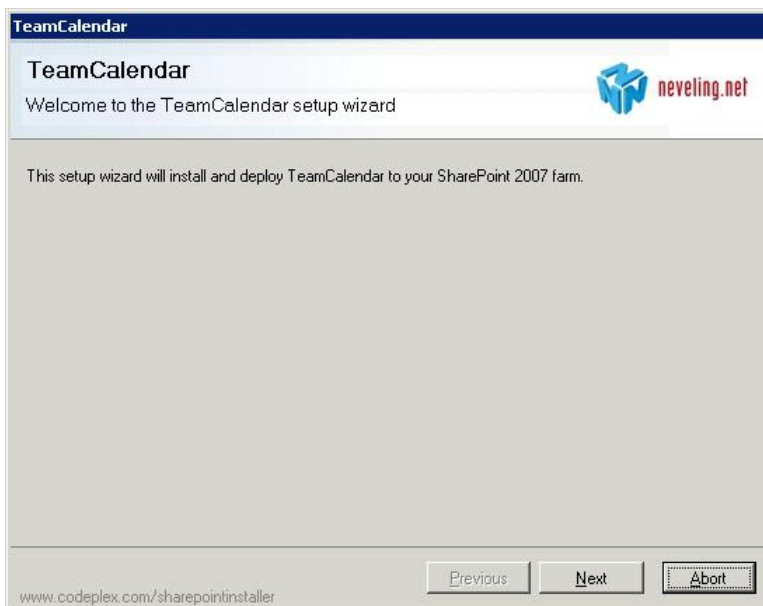 TeamCalendar
TeamCalendar
Welcome to the TeamCalendar setup wizard
neveling.net
This setup wizard will install and deploy TeamCalendar to your SharePoint 2007 farm.
Previous Next Abort
www.codeplex.com/sharepointinstaller